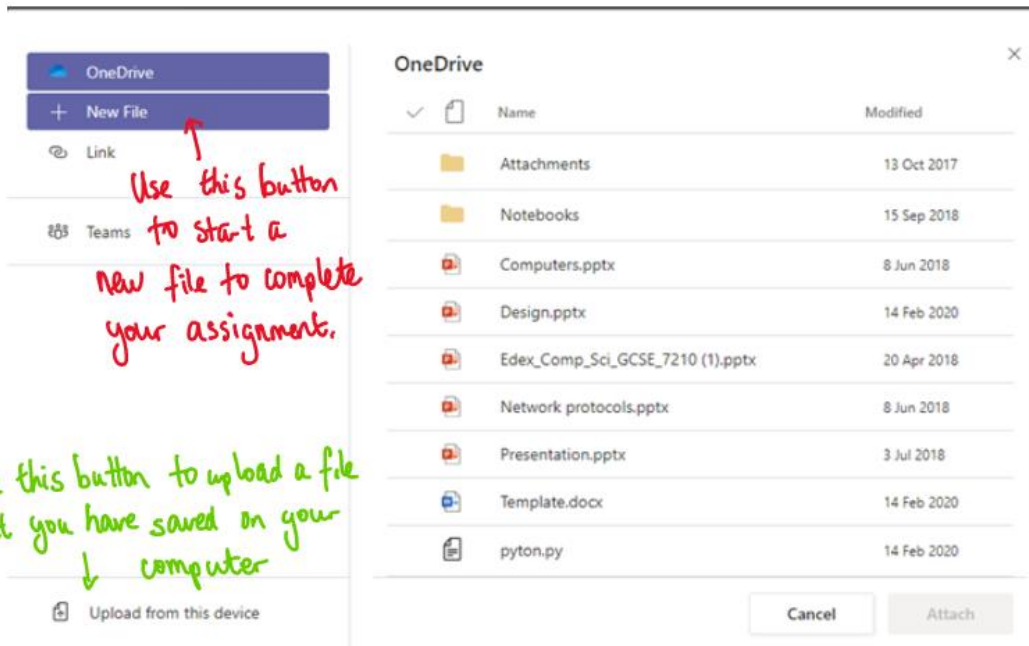 OneDrive
New File
Link
Use this button
Teams to start a
new file to complete
your assignment.
this button to upload a file
you have saved on your
computer
Upload from this device
OneDrive
Name Modified
Attachments 13 Oct 2017
Notebooks 15 Sep 2018
Computers.pptx 8 Jun 2018
Design.pptx 14 Feb 2020
Edex_Comp_Sci_GCSE_7210 (1).pptx 20 Apr 2018
Network protocols.pptx 8 Jun 2018
Presentation.pptx 3 Jul 2018
Template.docx 14 Feb 2020
pyton.py 14 Feb 2020
Cancel Attach